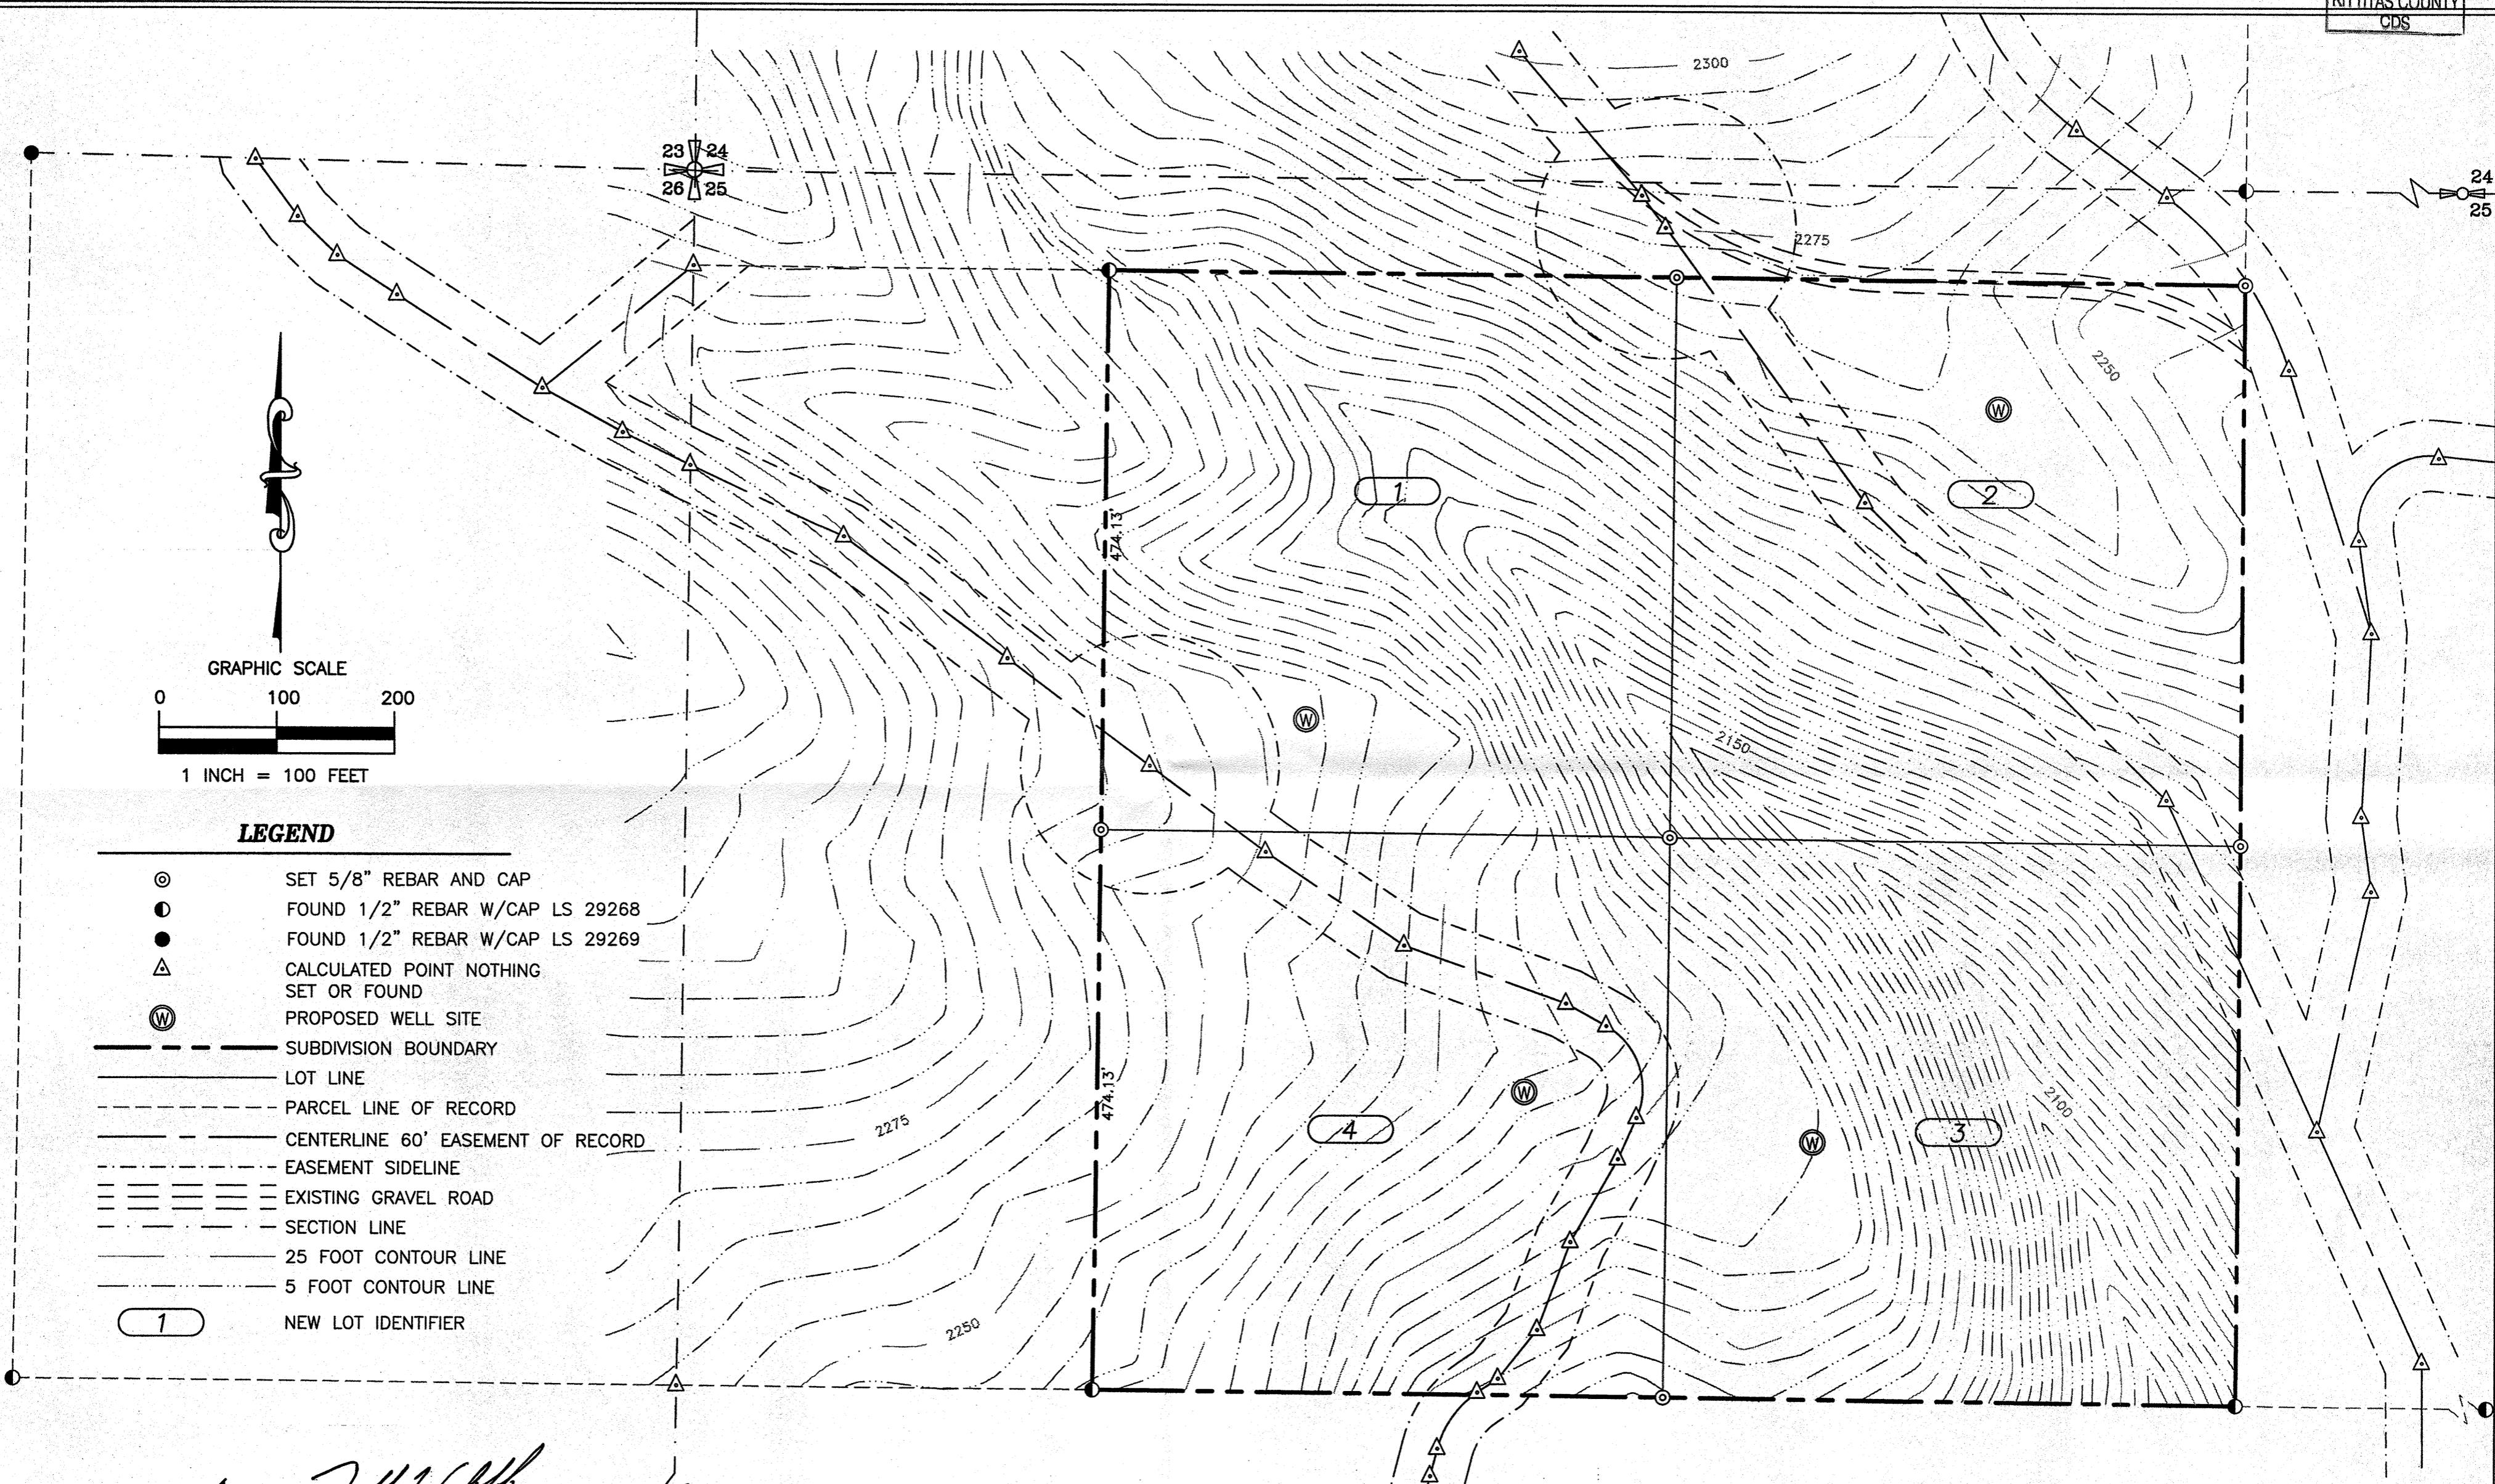 KITTITAS COUNTY
CDS
2300
23 24
26 25
24
25
2275
2250
1
2
474.13'
GRAPHIC SCALE
0 100 200
1 INCH = 100 FEET
2150
LEGEND
SET 5/8" REBAR AND CAP
FOUND 1/2" REBAR W/CAP LS 29268
FOUND 1/2" REBAR W/CAP LS 29269
CALCULATED POINT NOTHING
SET OR FOUND
W PROPOSED WELL SITE
SUBDIVISION BOUNDARY
LOT LINE
PARCEL LINE OF RECORD
CENTERLINE 60' EASEMENT OF RECORD
EASEMENT SIDELINE
EXISTING GRAVEL ROAD
SECTION LINE
25 FOOT CONTOUR LINE
5 FOOT CONTOUR LINE
1 NEW LOT IDENTIFIER
W
W
W
W
474.13'
2275
4
3
2100
2250